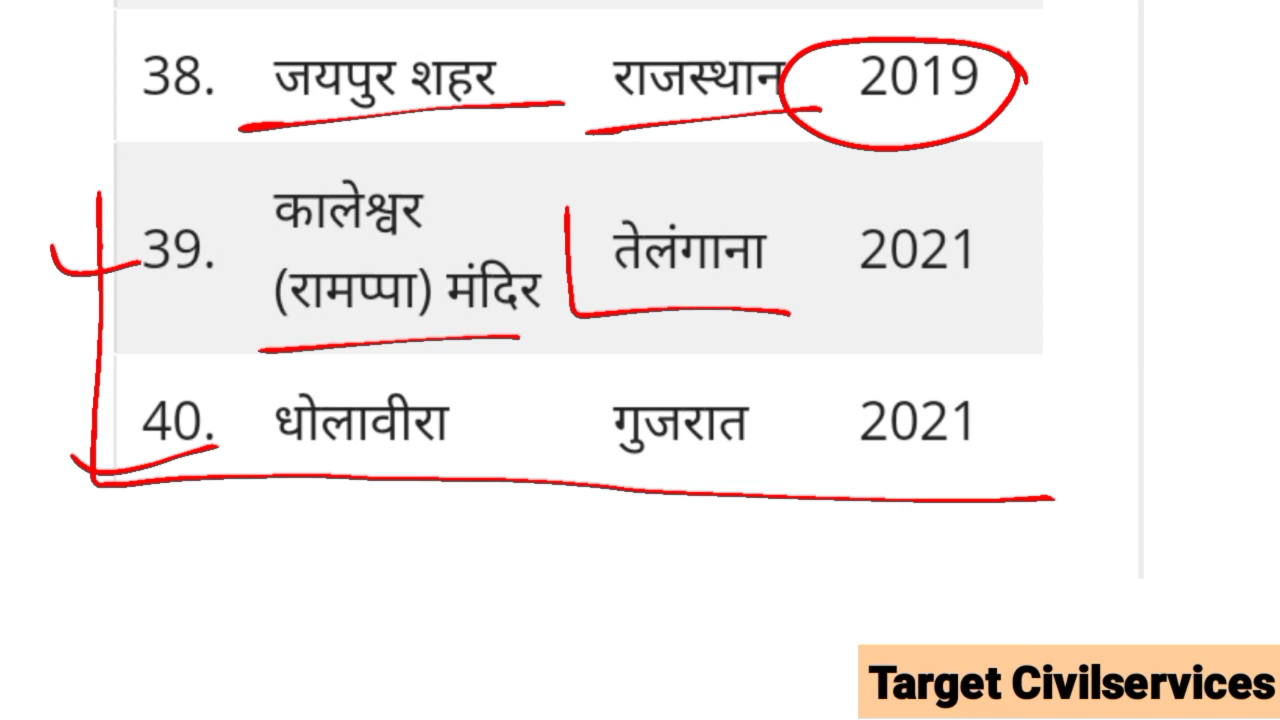 38. जयपुर शहर राजस्थान 2019
कालेश्वर
39. तेलंगाना 2021
(रामप्पा) मंदिर
40. धोलावीरा गुजरात 2021
Target Civilservices